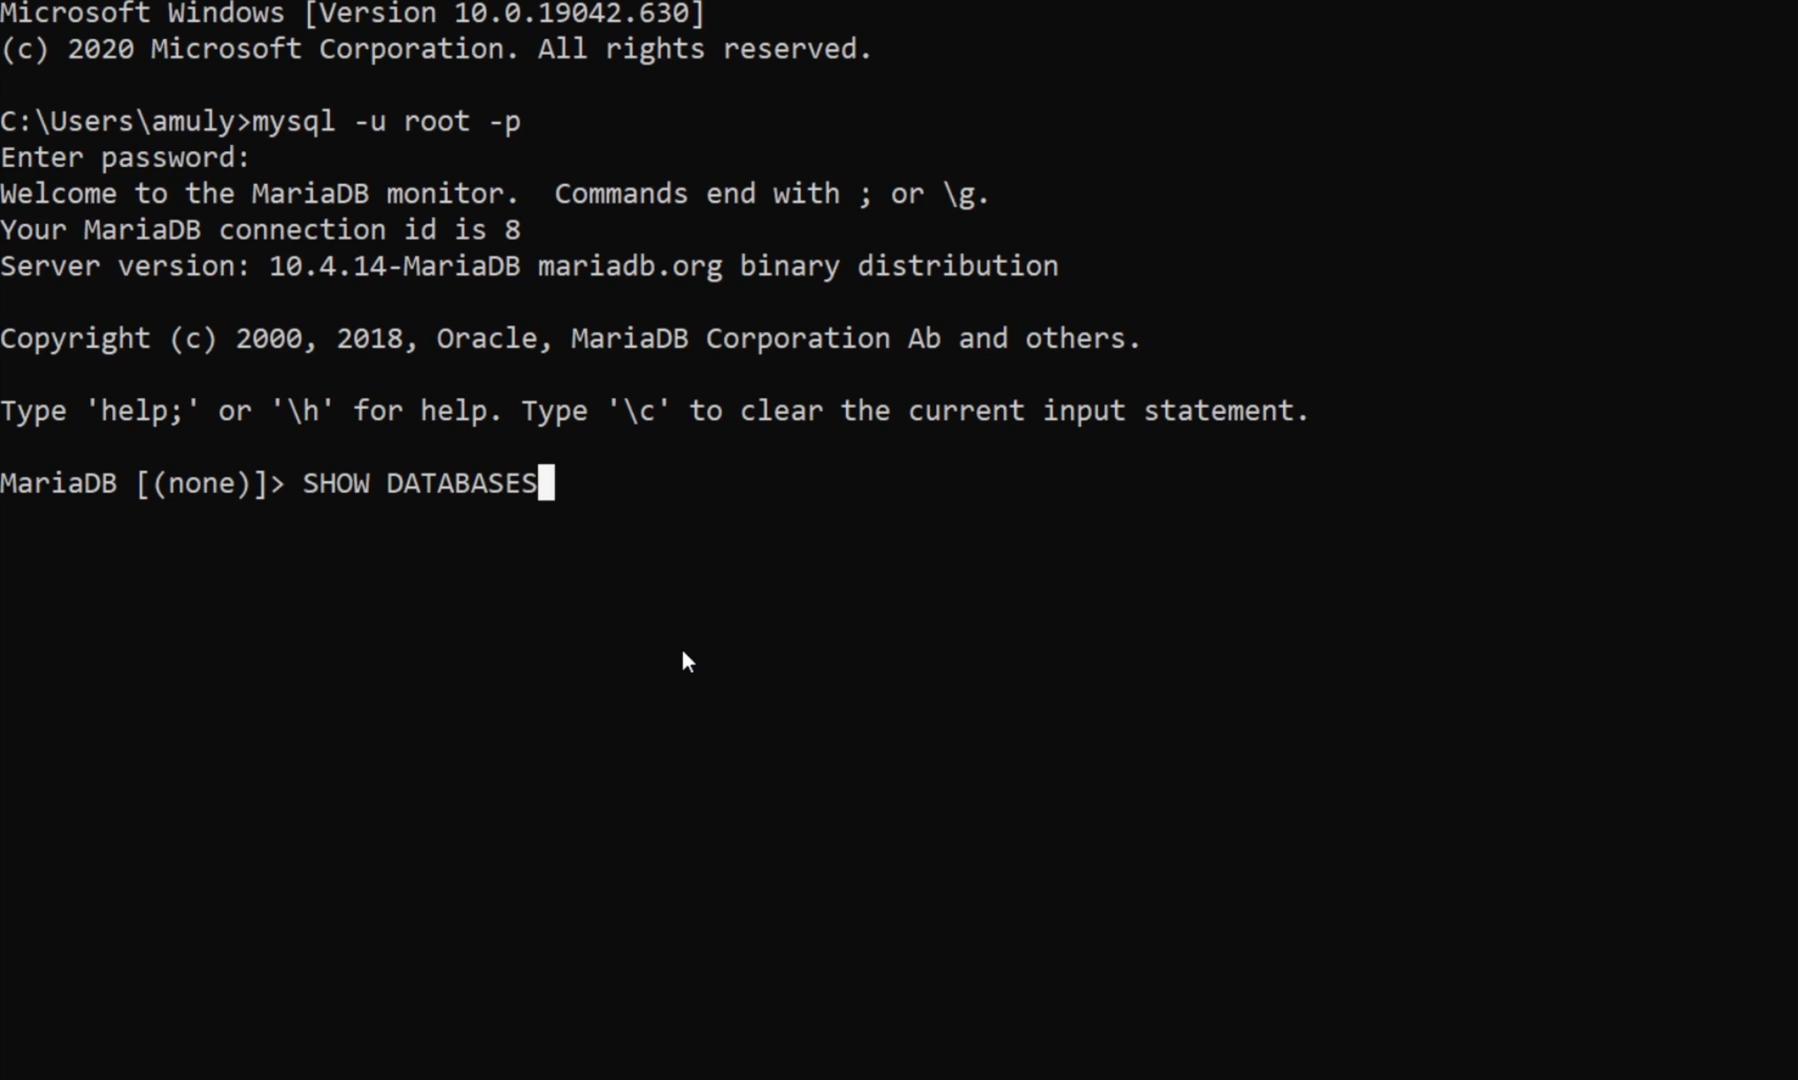 Microsoft Windows [Version 10.0.19042.630]
(c) 2020 Microsoft Corporation. All rights reserved.
C:\Users\amuly>mysql -u root -p
Enter password:
Welcome to the MariaDB monitor.  Commands end with ; or \g.
Your MariaDB connection id is 8
Server version: 10.4.14-MariaDB mariadb.org binary distribution
Copyright (c) 2000, 2018, Oracle, MariaDB Corporation Ab and others.
Type 'help;' or '\h' for help. Type '\c' to clear the current input statement.
MariaDB [(none)]> SHOW DATABASES